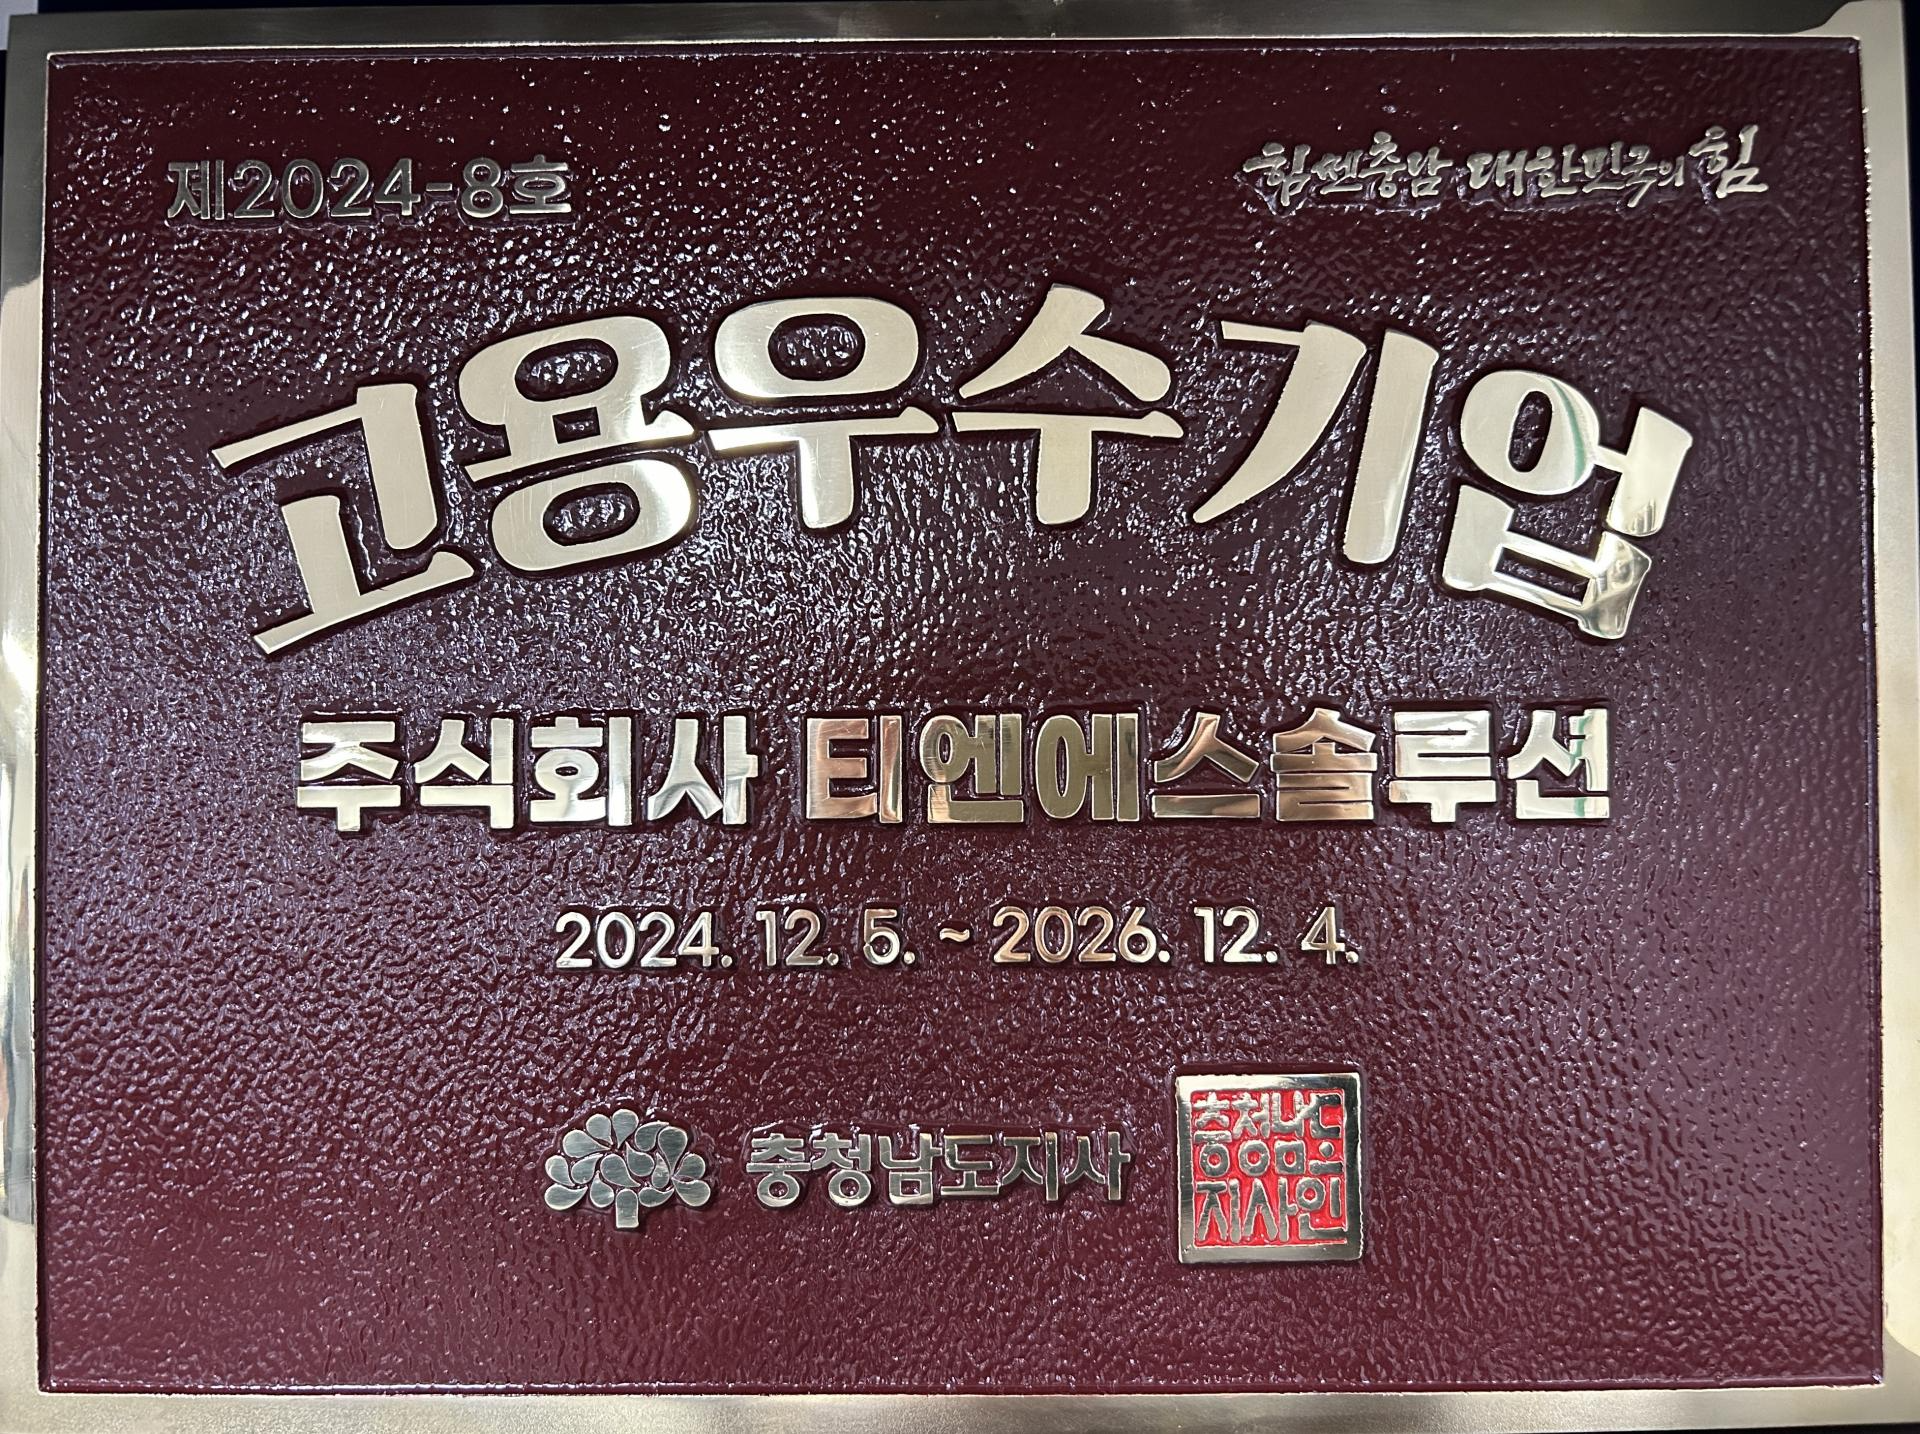 제2024-8호
힘쎈충남 대한민국의 힘
고용우수기업
주식회사 티엔에스솔루션
2024. 12. 5. ~ 2026. 12. 4.
충청남도지사
충청남도
지사인